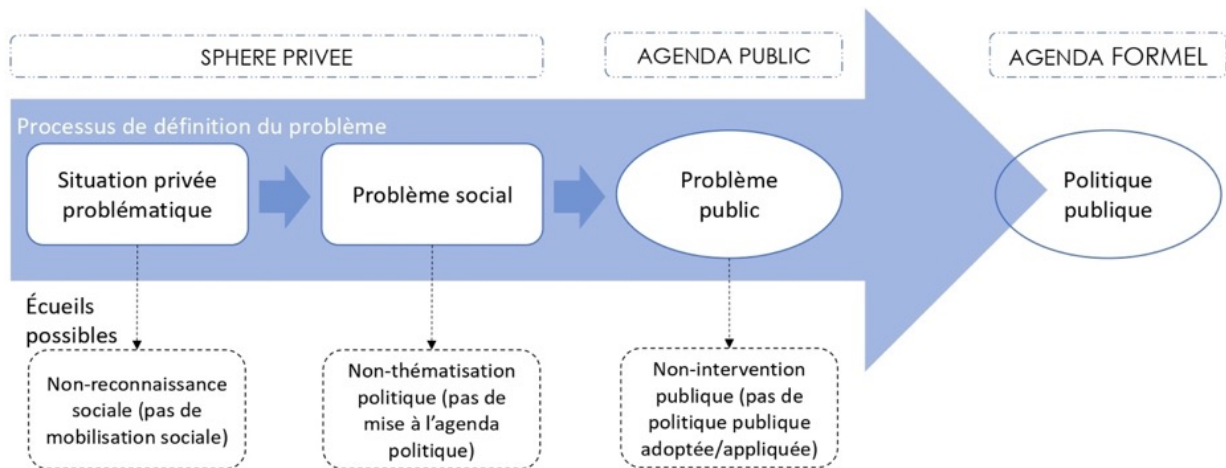 SPHERE PRIVEE
AGENDA PUBLIC
AGENDA FORMEL
Processus de définition du problème
Situation privée
problématique
Problème social
Problème
public
Politique
publique
Écueils
possibles
Non-reconnaissance
sociale (pas de
mobilisation sociale)
Non-thématisation
politique (pas de
mise à l'agenda
politique)
Non-intervention
publique (pas de
politique publique
adoptée/appliquée)